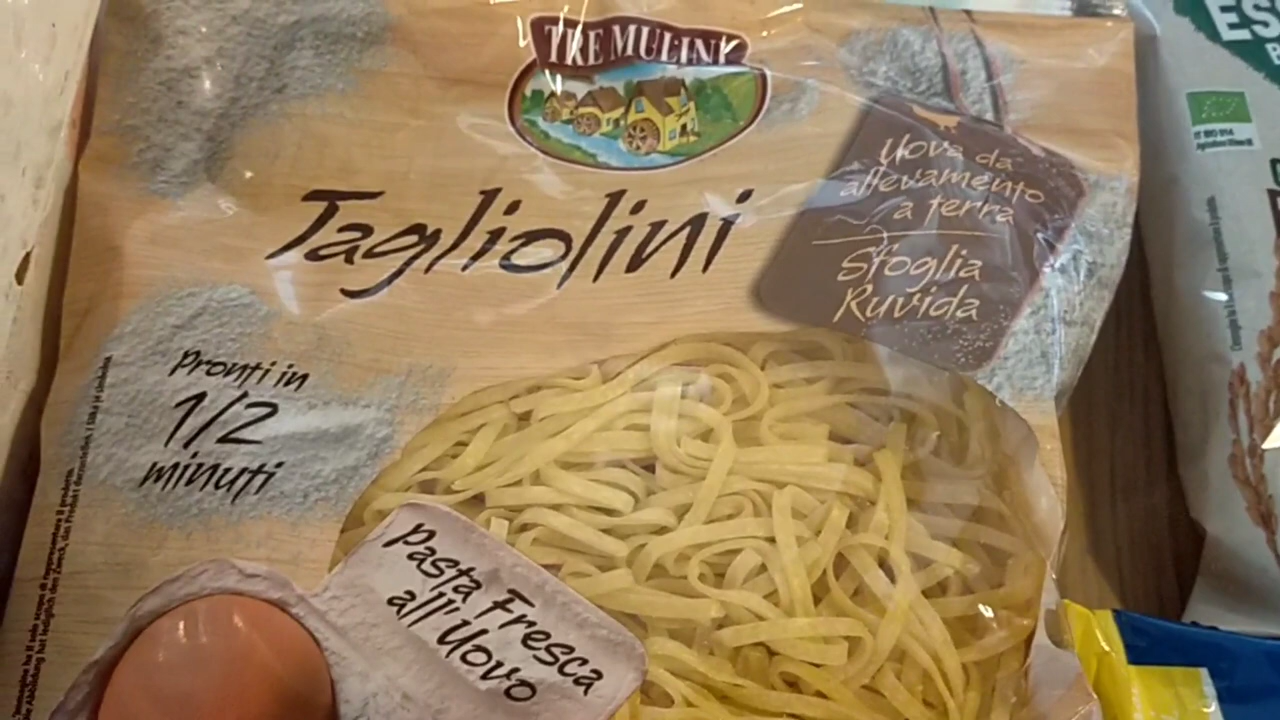 TRE MULINI
Tagliolini
Uova da
allevamento
a terra
Sfoglia
Ruvida
Pronti in
1/2
minuti
Pasta Fresca
all'Uovo
ES